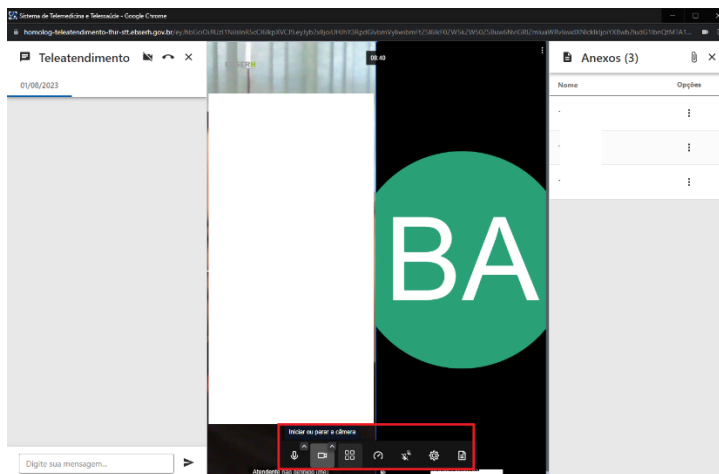 Sistema de Telemedicina e Telessaúde - Google Chrome
Teleatendimento
01/08/2023
EBSERH
08:40
BA
Anexos (3)
Nome
Opções
Iniciar ou parar a câmera
Digite sua mensagem...